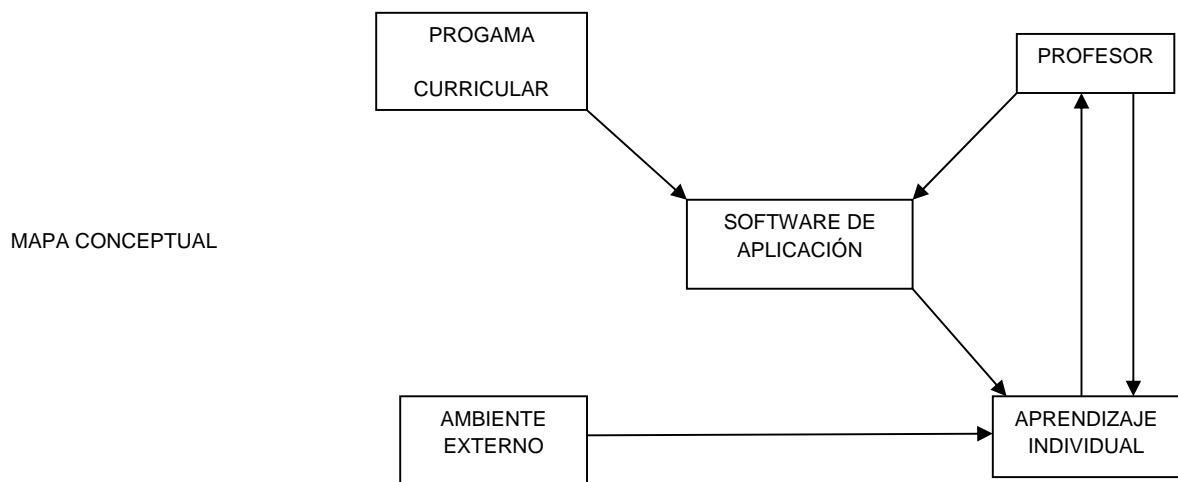 PROGAMA
CURRICULAR
PROFESOR
SOFTWARE DE
APLICACIÓN
MAPA CONCEPTUAL
AMBIENTE
EXTERNO
APRENDIZAJE
INDIVIDUAL